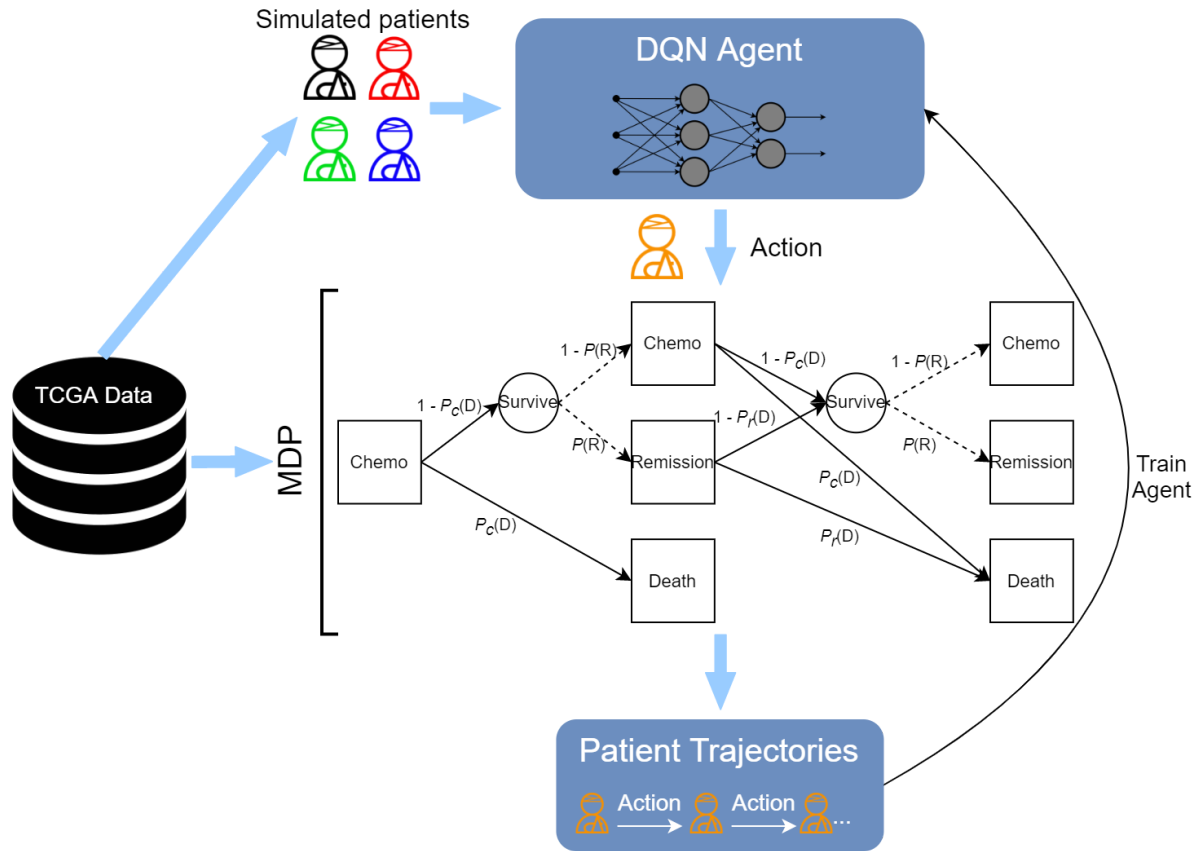 Simulated patients
DQN Agent
Action
TCGA Data
MDP
Chemo
1 - Pc(D)
Pc(D)
Survive
1 - P(R)
P(R)
Chemo
Remission
Death
1 - Pc(D)
1 - Pr(D)
Pc(D)
Pr(D)
Survive
1 - P(R)
P(R)
Chemo
Remission
Death
Train
Agent
Patient Trajectories
Action Action
...